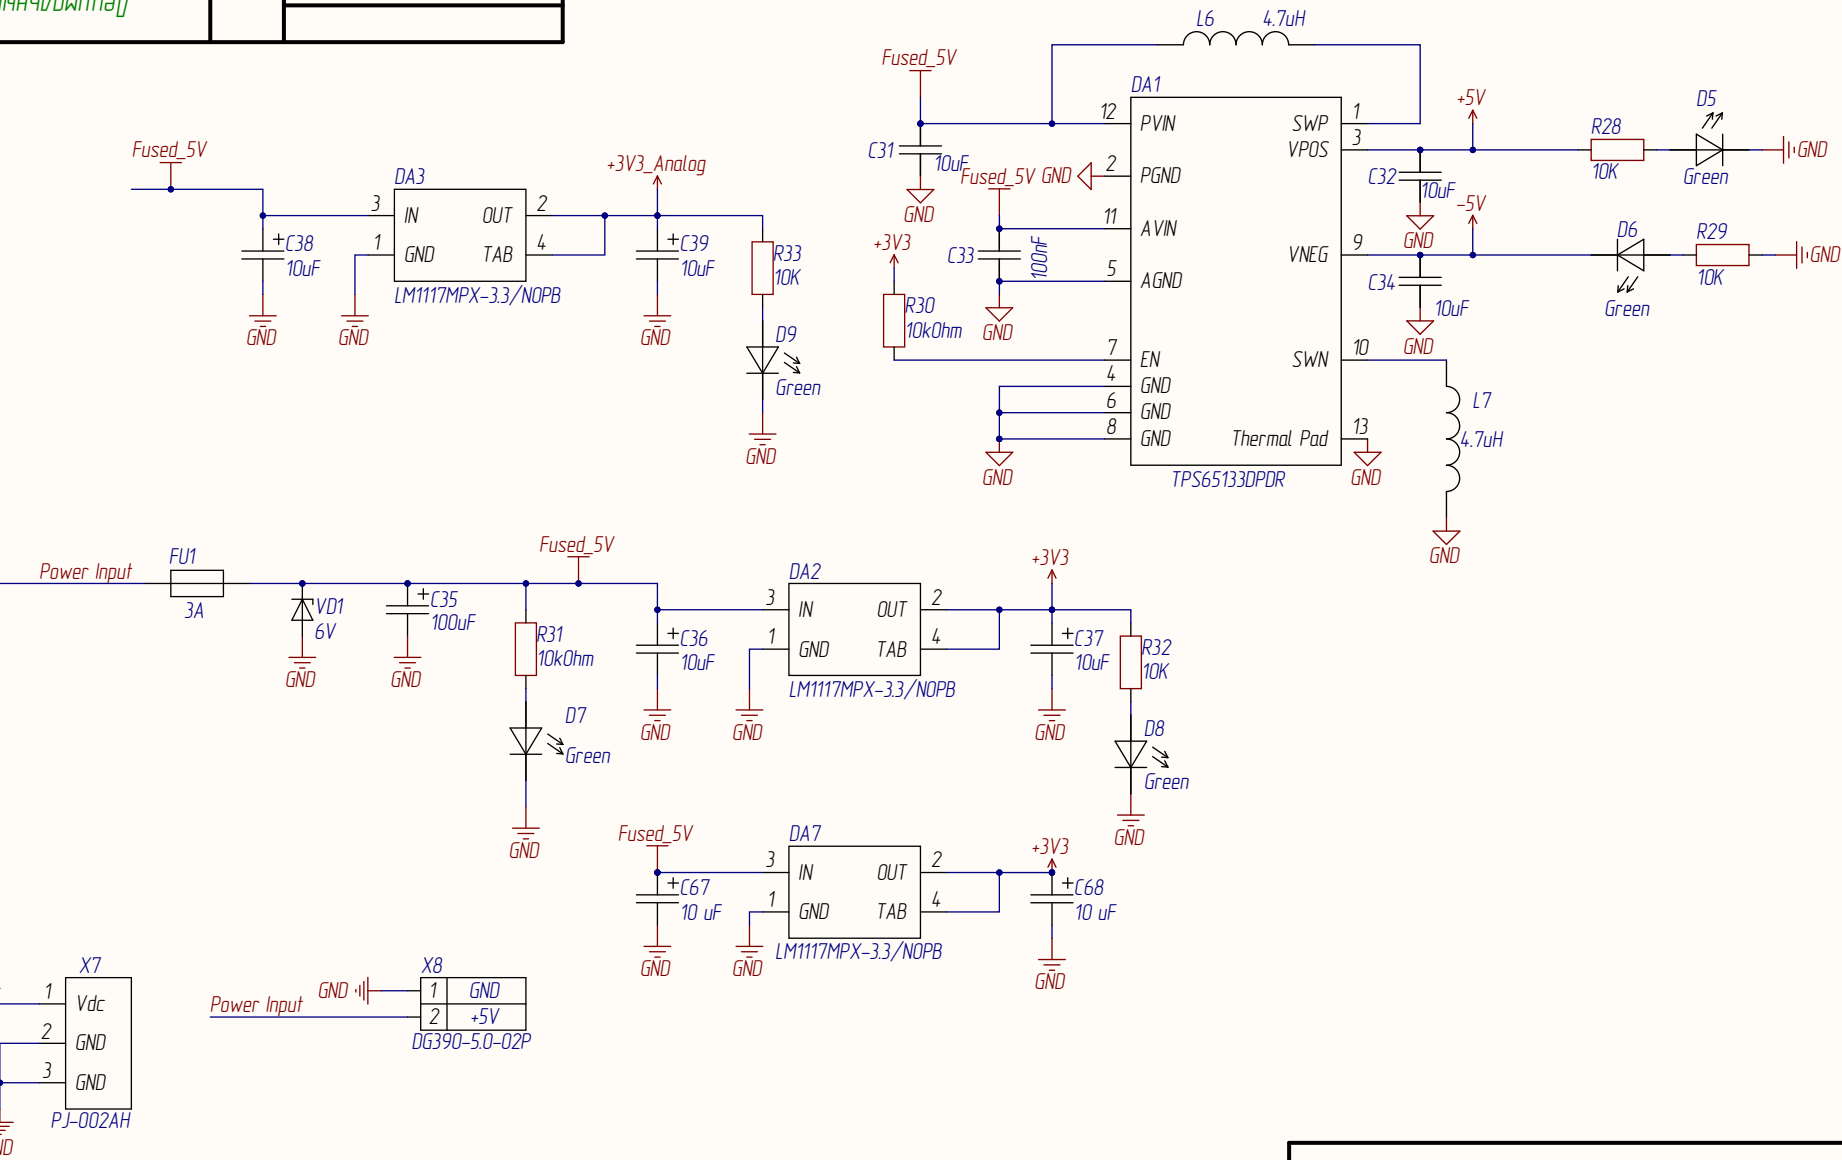 L6 4.7uH
Fused_5V
DA1
12 PVIN SWP 1
VPOS 3
C31 10uF
2 PGND
GND
Fused_5V
GND
11 AVIN
C33 100nF
5 AGND
GND
+3V3
R30
10kOhm
7 EN
4 GND
6 GND
8 GND
GND
VNEG 9
SWN 10
Thermal Pad 13
GND
TPS65133DPDR
+5V
R28
10K
D5
Green
GND
C32
10uF
GND
-5V
D6
Green
R29
10K
GND
C34
10uF
GND
L7
4.7uH
GND
Fused_5V
DA3
3 IN OUT 2
1 GND TAB 4
LM1117MPX-3.3/NOPB
C38
10uF
GND
GND
+3V3_Analog
C39
10uF
GND
R33
10K
D9
Green
GND
Power Input
FU1
3A
VD1
6V
GND
C35
100uF
GND
Fused_5V
R31
10kOhm
D7
Green
GND
C36
10uF
GND
DA2
3 IN OUT 2
1 GND TAB 4
LM1117MPX-3.3/NOPB
GND
+3V3
C37
10uF
GND
R32
10K
D8
Green
GND
Fused_5V
C67
10 uF
GND
DA7
3 IN OUT 2
1 GND TAB 4
LM1117MPX-3.3/NOPB
GND
+3V3
C68
10 uF
GND
X7
1 Vdc
2 GND
3 GND
PJ-002AH
Power Input
GND
X8
1 GND
2 +5V
DG390-5.0-02P